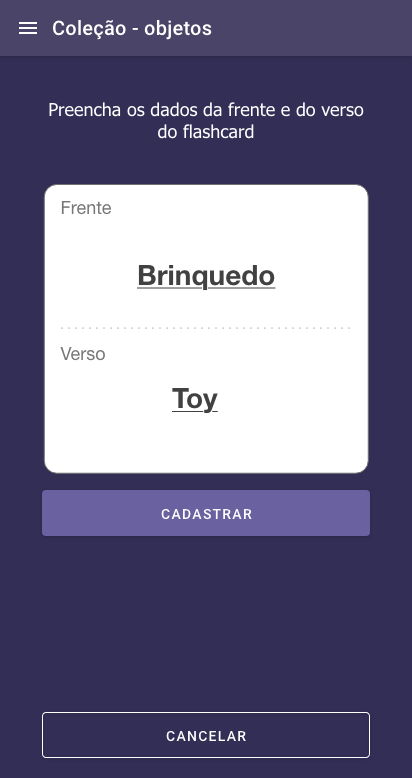 Coleção - objetos
Preencha os dados da frente e do verso
do flashcard
Frente
Brinquedo
Verso
Toy
CADASTRAR
CANCELAR